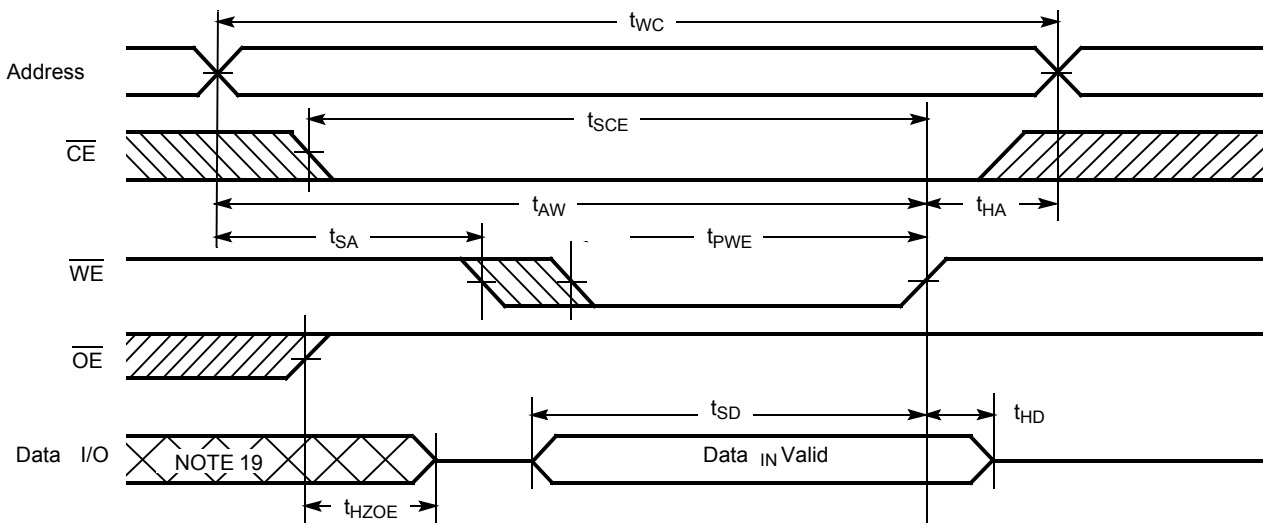 tWC
Address
tSCE
CE
tAW
tHA
tSA
tPWE
WE
OE
tSD
tHD
Data I/O
NOTE 19
Data IN Valid
tHZOE